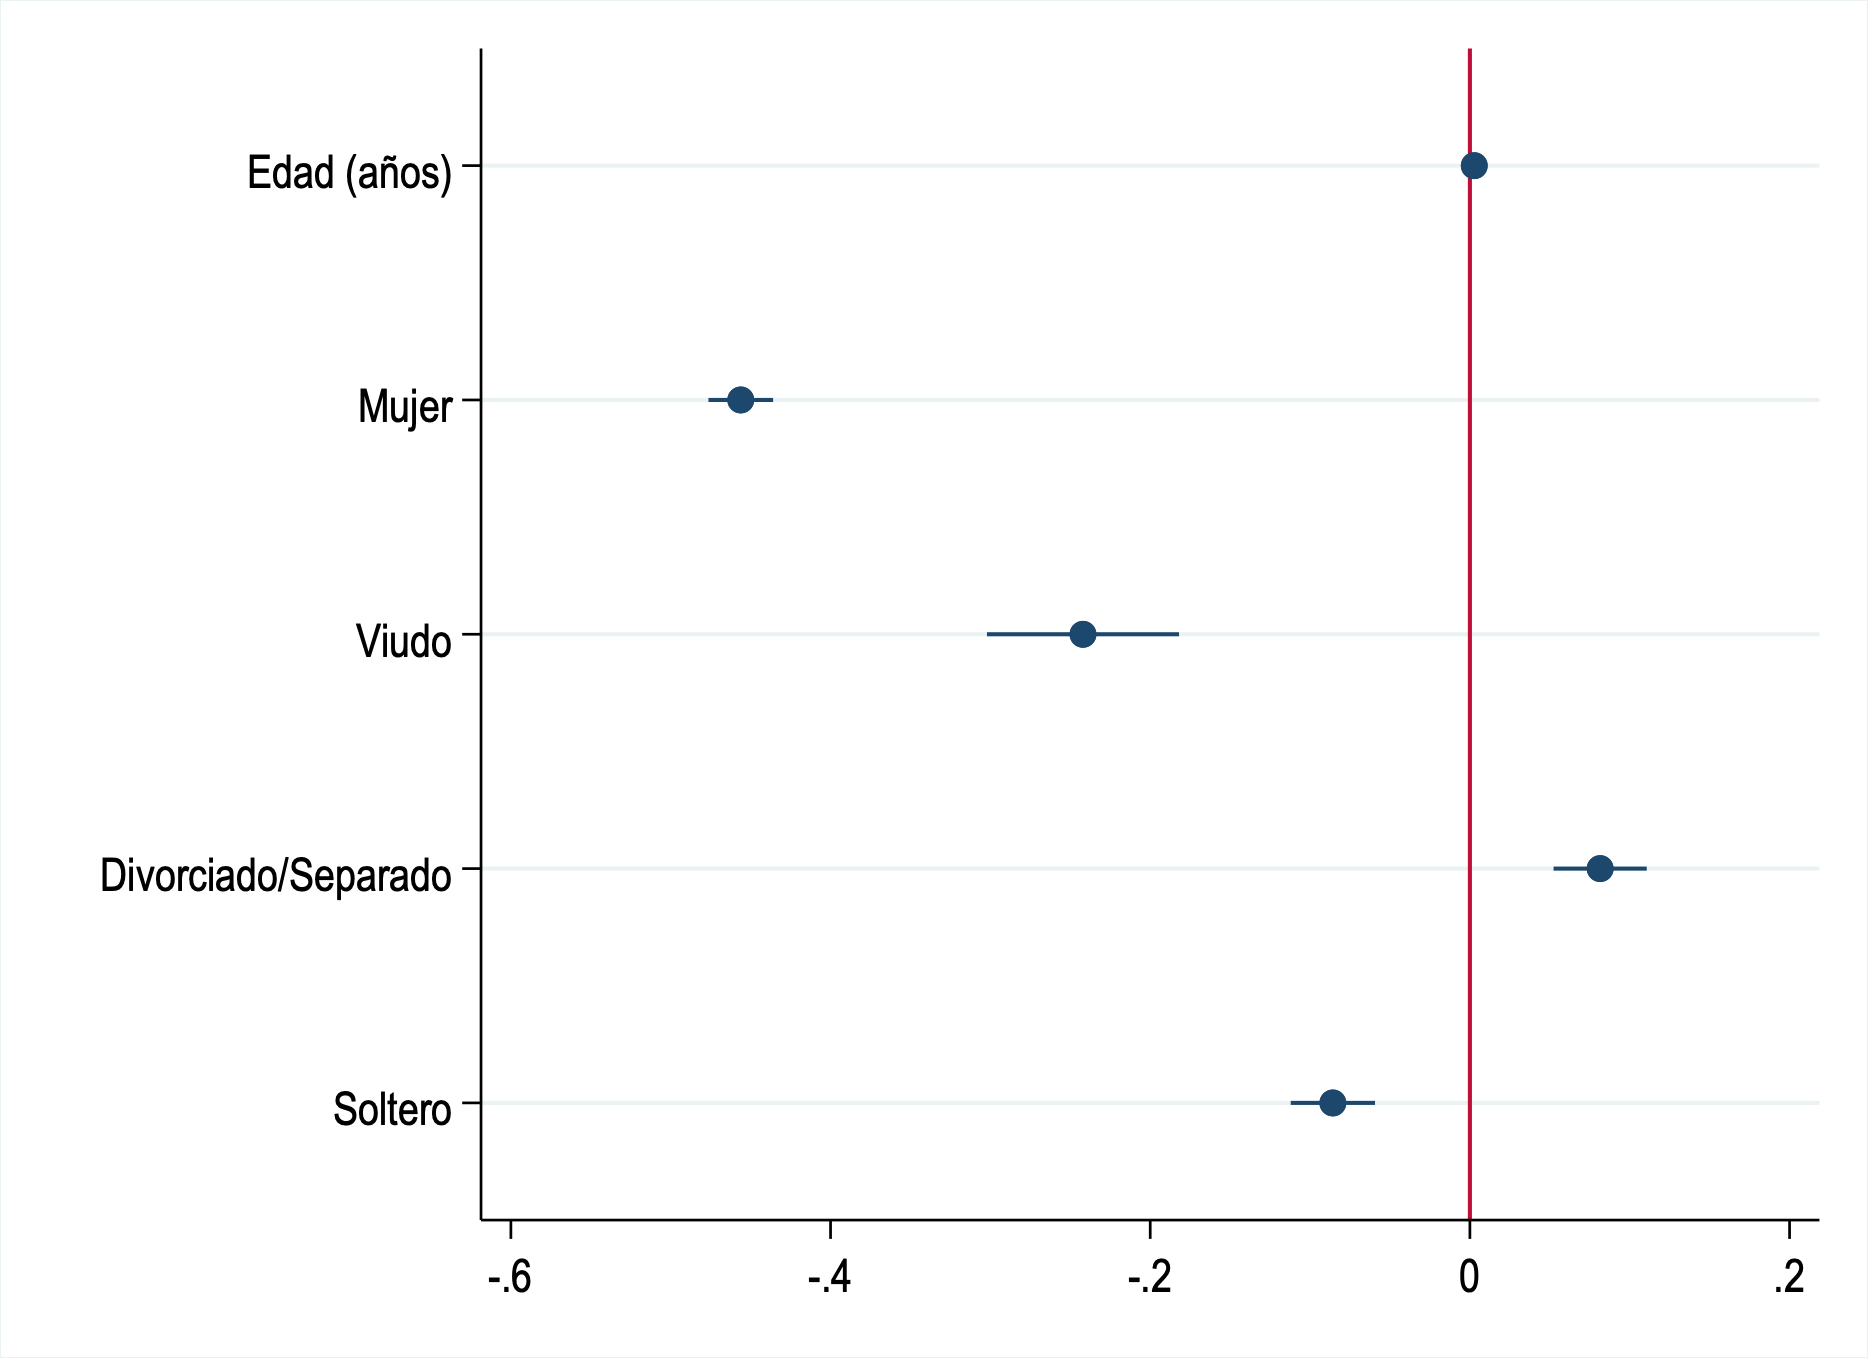 Edad (años)
Mujer
Viudo
Divorciado/Separado
Soltero
-.6 -.4 -.2 0 .2